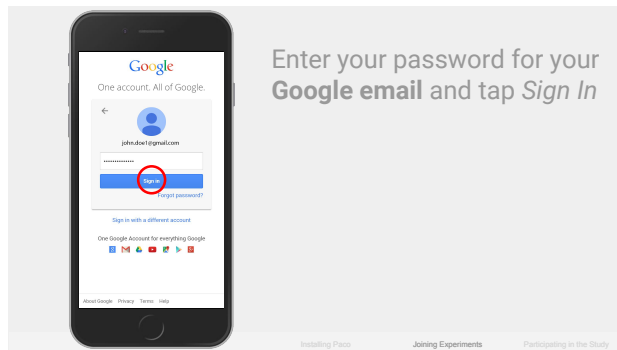 Google
One account. All of Google.
john.doe1@gmail.com
••••••••••••••
Sign in
Forgot password?
Sign in with a different account
One Google Account for everything Google
About Google Privacy Terms Help
Enter your password for your
Google email and tap Sign In
Installing Paco Joining Experiments Participating in the Study